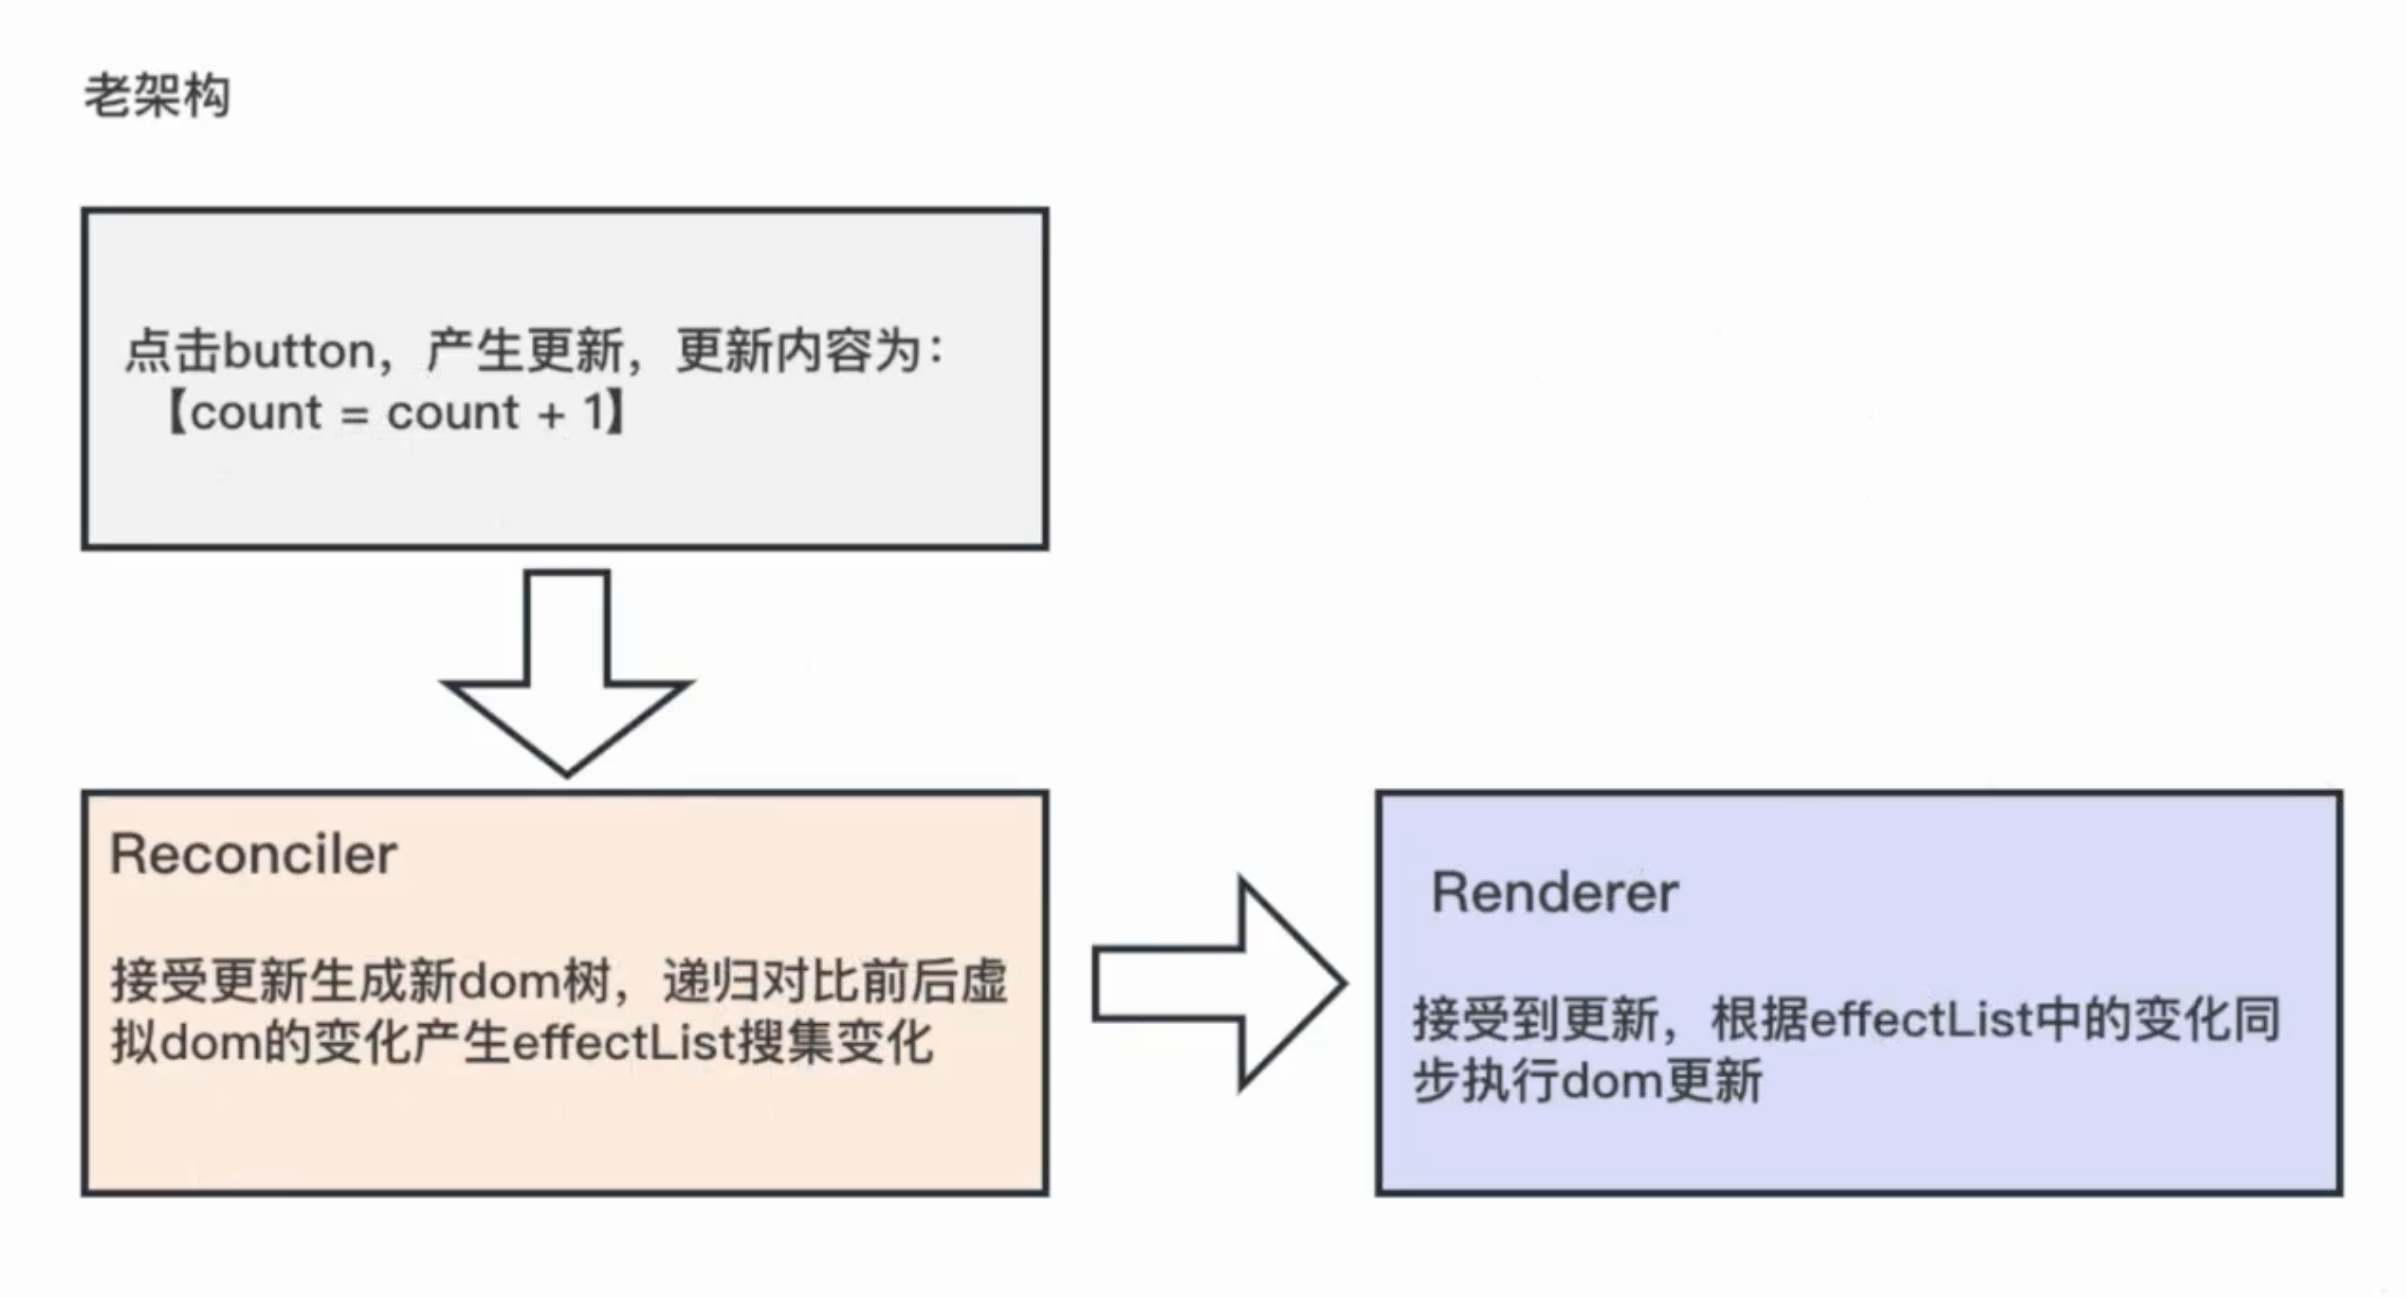 老架构
点击button，产生更新，更新内容为：
【count = count + 1】
Reconciler
接受更新生成新dom树，递归对比前后虚
拟dom的变化产生effectList搜集变化
Renderer
接受到更新，根据effectList中的变化同
步执行dom更新